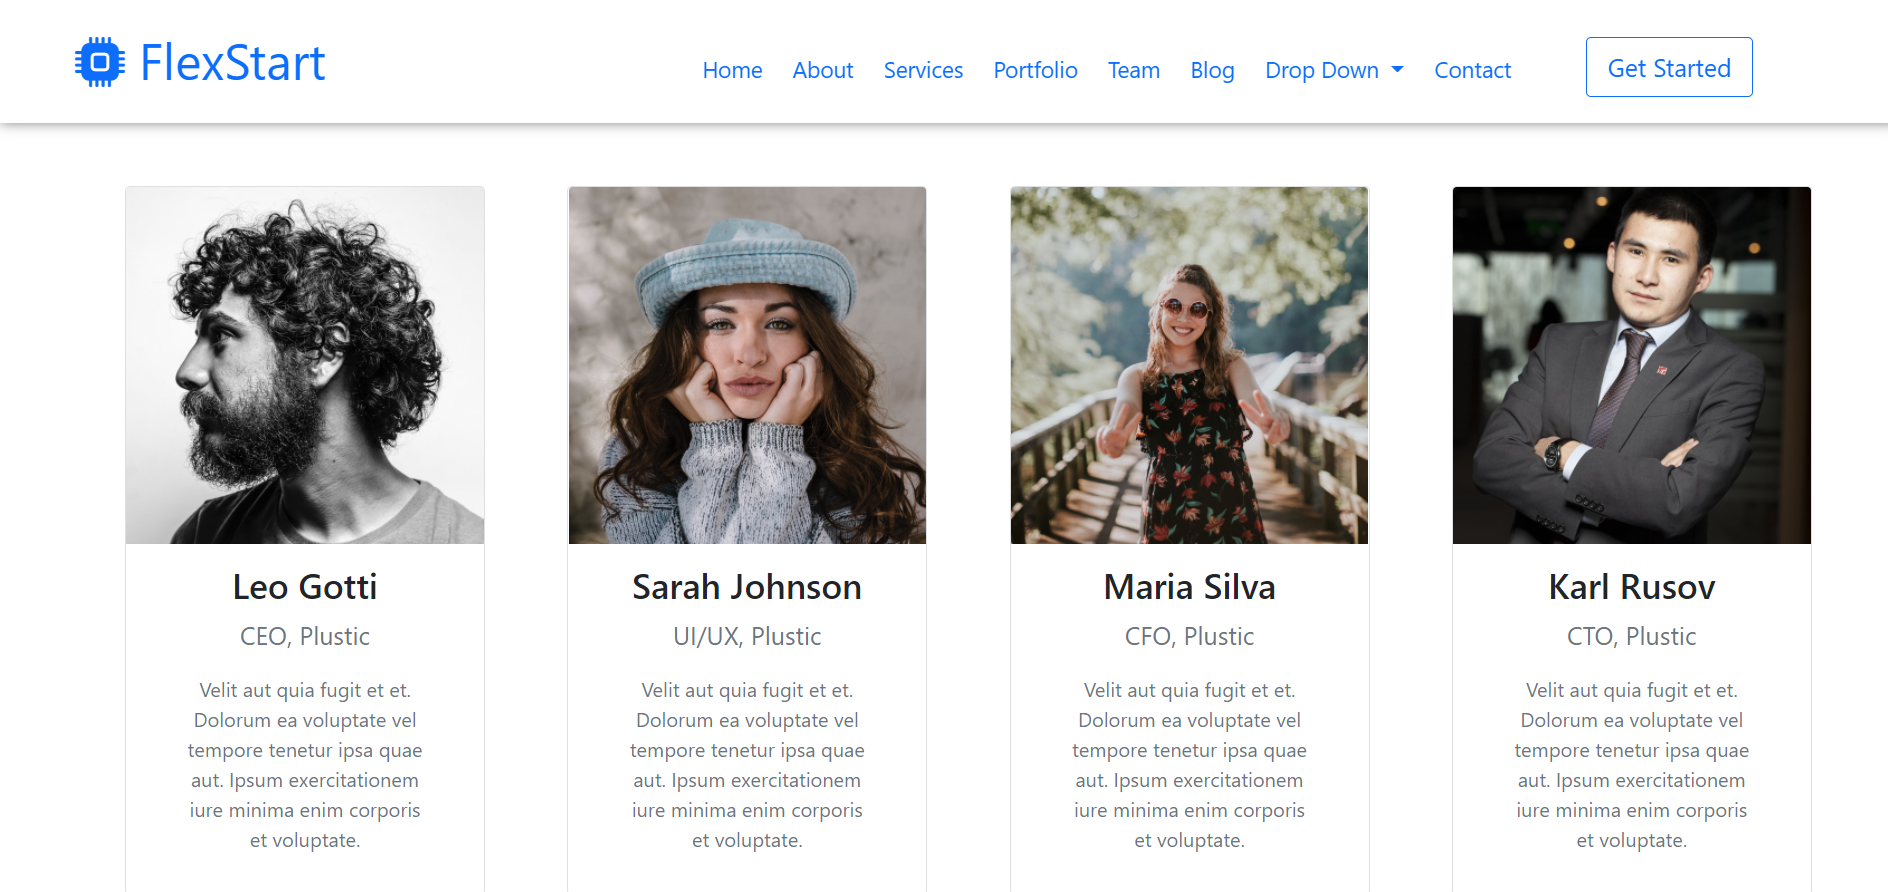 FlexStart
Home About Services Portfolio Team Blog Drop Down Contact Get Started
Leo Gotti
CEO, Plustic
Velit aut quia fugit et et.
Dolorum ea voluptate vel
tempore tenetur ipsa quae
aut. Ipsum exercitationem
iure minima enim corporis
et voluptate.
Sarah Johnson
UI/UX, Plustic
Velit aut quia fugit et et.
Dolorum ea voluptate vel
tempore tenetur ipsa quae
aut. Ipsum exercitationem
iure minima enim corporis
et voluptate.
Maria Silva
CFO, Plustic
Velit aut quia fugit et et.
Dolorum ea voluptate vel
tempore tenetur ipsa quae
aut. Ipsum exercitationem
iure minima enim corporis
et voluptate.
Karl Rusov
CTO, Plustic
Velit aut quia fugit et et.
Dolorum ea voluptate vel
tempore tenetur ipsa quae
aut. Ipsum exercitationem
iure minima enim corporis
et voluptate.